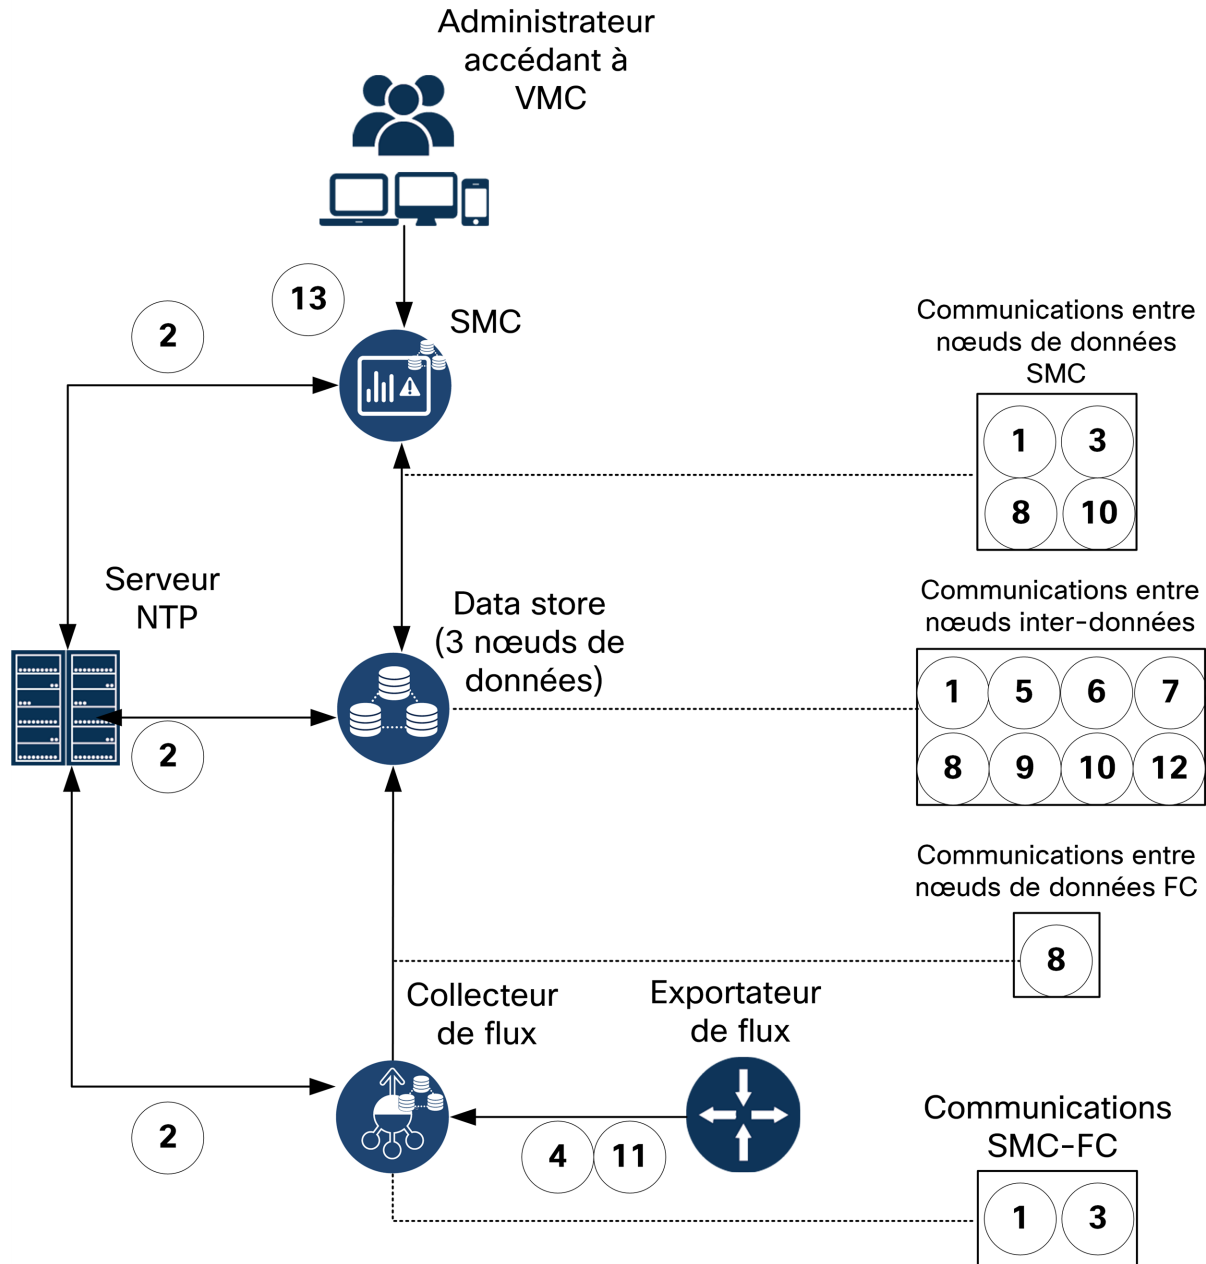 Administrateur
accédant à
VMC
13
2
SMC
Communications entre
nœuds de données
SMC
1 3
8 10
Serveur
NTP
Data store
(3 nœuds de
données)
2
Communications entre
nœuds inter-données
1 5 6 7
8 9 10 12
Communications entre
nœuds de données FC
8
Collecteur
de flux
Exportateur
de flux
2
4 11
Communications
SMC-FC
1 3